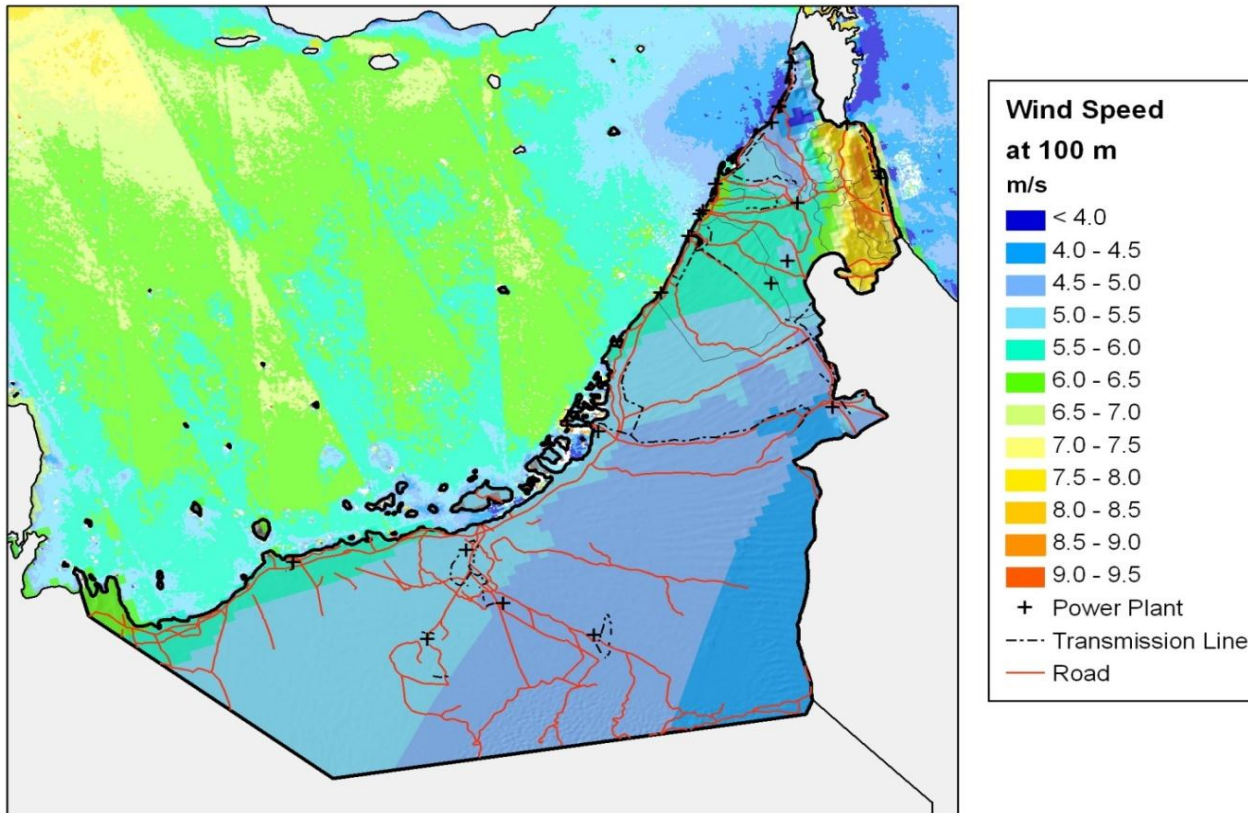 Wind Speed
at 100 m
m/s
< 4.0
4.0 - 4.5
4.5 - 5.0
5.0 - 5.5
5.5 - 6.0
6.0 - 6.5
6.5 - 7.0
7.0 - 7.5
7.5 - 8.0
8.0 - 8.5
8.5 - 9.0
9.0 - 9.5
Power Plant
Transmission Line
Road